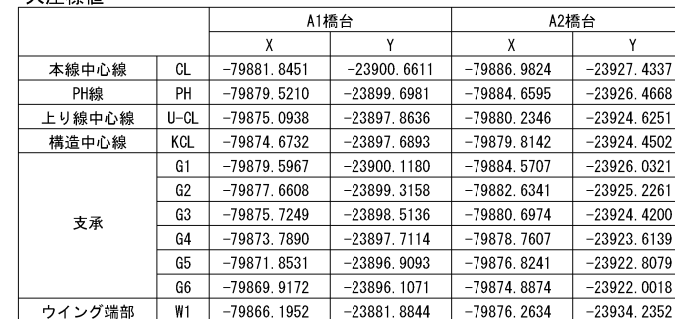 A1橋台 A2橋台
X Y X Y
本線中心線 CL -79881.8451 -23900.6611 -79886.9824 -23927.4337
PH線 PH -79879.5210 -23899.6981 -79884.6595 -23926.4668
上り線中心線 U-CL -79875.0938 -23897.8636 -79880.2346 -23924.6251
構造中心線 KCL -79874.6732 -23897.6893 -79879.8142 -23924.4502
支承 G1 -79879.5967 -23900.1180 -79884.5707 -23926.0321
G2 -79877.6608 -23899.3158 -79882.6341 -23925.2261
G3 -79875.7249 -23898.5136 -79880.6974 -23924.4200
G4 -79873.7890 -23897.7114 -79878.7607 -23923.6139
G5 -79871.8531 -23896.9093 -79876.8241 -23922.8079
G6 -79869.9172 -23896.1071 -79874.8874 -23922.0018
ウイング端部 W1 -79866.1952 -23881.8844 -79876.2634 -23934.2352